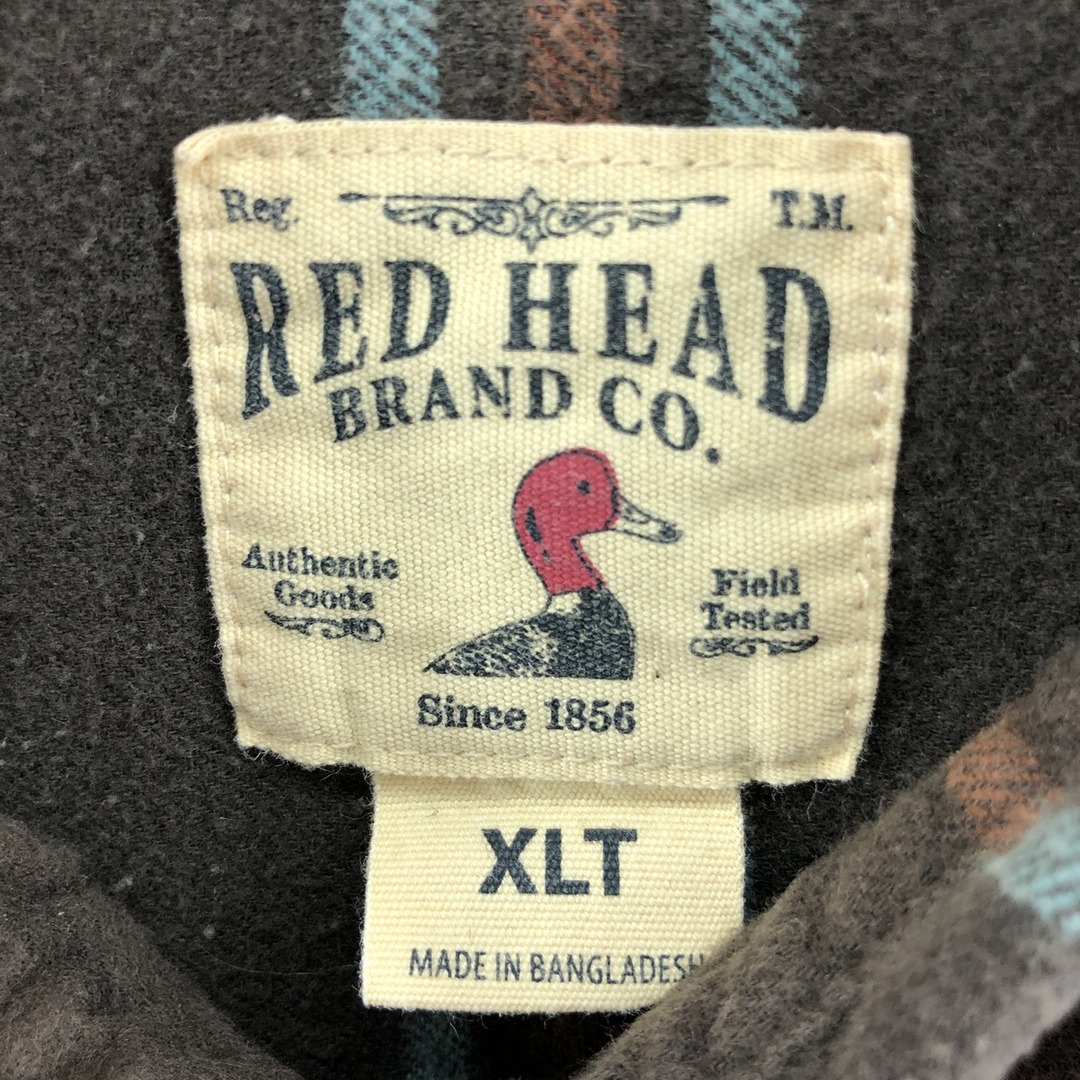 Reg. T.M.
RED HEAD
BRAND CO.
Authentic
Goods
Field
Tested
Since 1856
XLT
MADE IN BANGLADESH